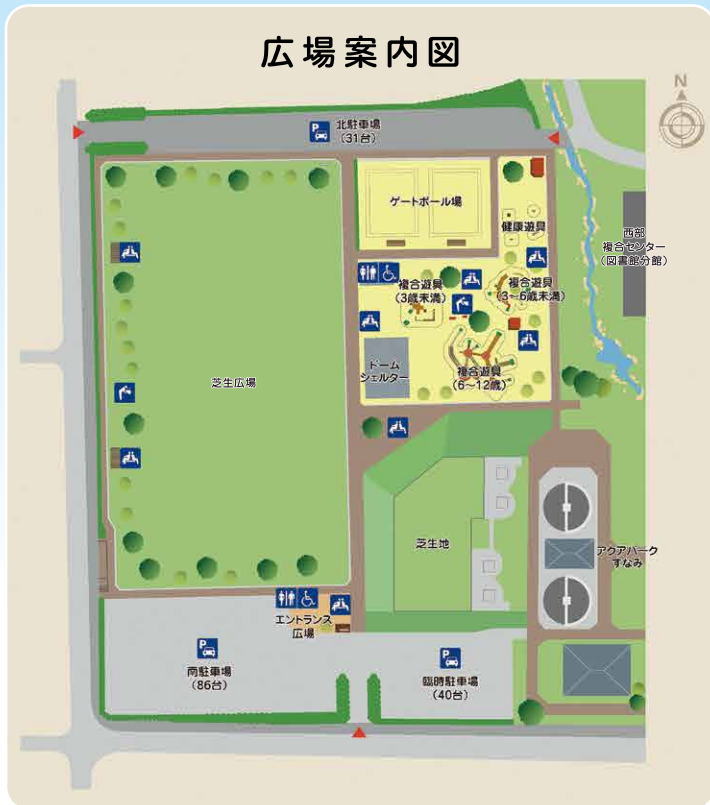 広場案内図
N
P
北駐車場
(31台)
ゲートボール場
健康遊具
西部
複合センター
(図書館分館)
複合遊具
(3歳未満)
複合遊具
(3～6歳未満)
ドーム
シェルター
複合遊具
(6～12歳)
芝生広場
芝生地
アクアパーク
すなみ
エントランス
広場
P
南駐車場
(86台)
P
臨時駐車場
(40台)